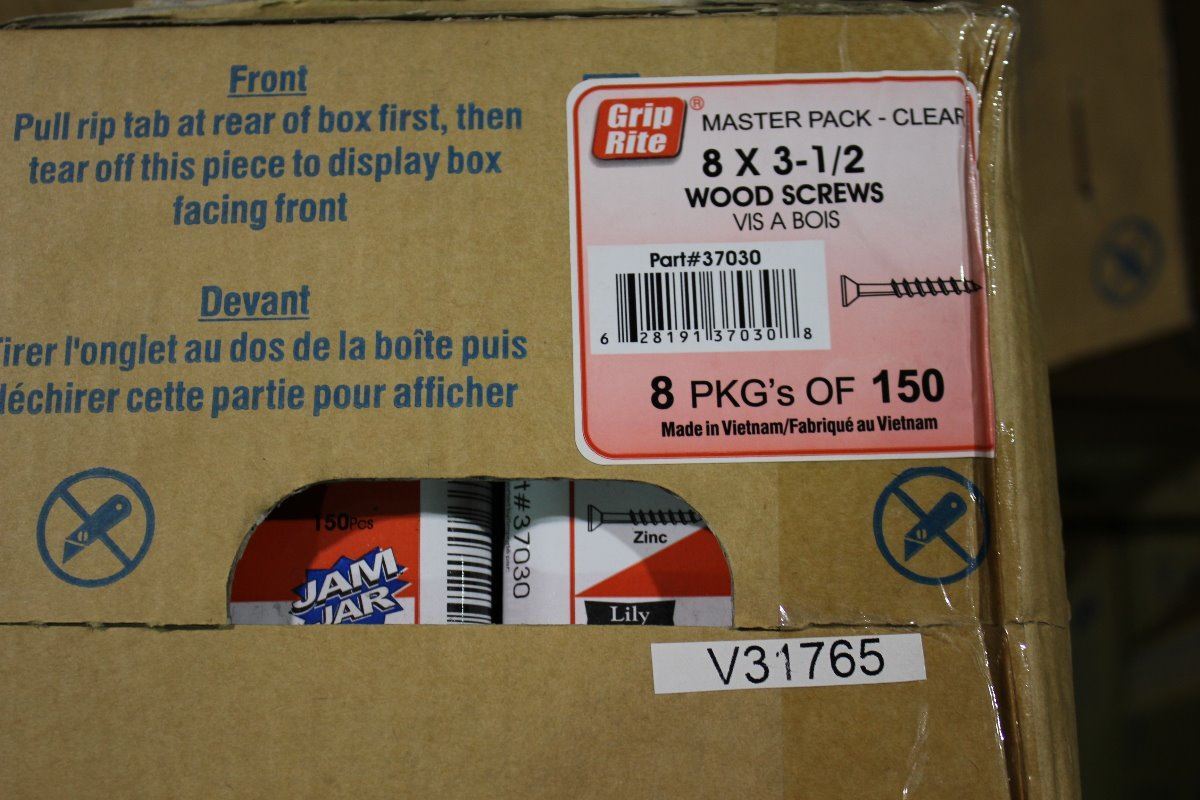 Front
Pull rip tab at rear of box first, then
tear off this piece to display box
facing front
Devant
irer l'onglet au dos de la boîte puis
déchirer cette partie pour afficher
Grip
Rite®
MASTER PACK - CLEAR
8 X 3-1/2
WOOD SCREWS
VIS A BOIS
Part#37030
6 28191 37030 8
8 PKG's OF 150
Made in Vietnam/Fabriqué au Vietnam
150Pcs
JAM
JAR
t#37030
Zinc
Lily
V31765